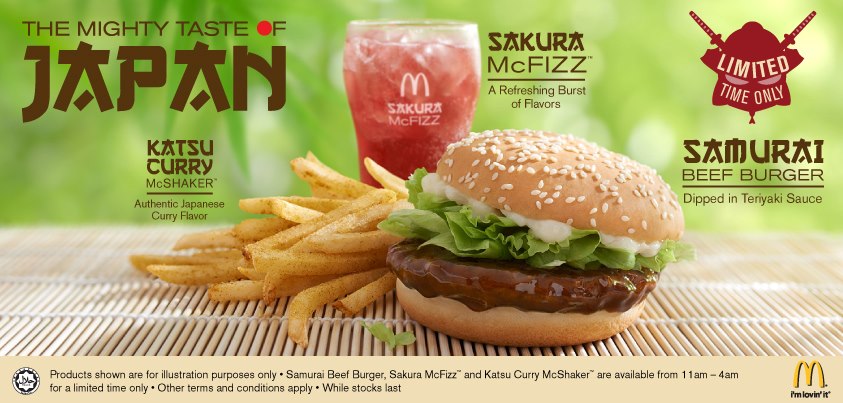 THE MIGHTY TASTE OF
JAPAN
SAKURA
McFIZZ™
A Refreshing Burst
of Flavors
SAKURA
McFIZZ
LIMITED
TIME ONLY
KATSU
CURRY
McSHAKER™
Authentic Japanese
Curry Flavor
SAMURAI
BEEF BURGER
Dipped in Teriyaki Sauce
Products shown are for illustration purposes only • Samurai Beef Burger, Sakura McFizz™ and Katsu Curry McShaker™ are available from 11am – 4am
for a limited time only • Other terms and conditions apply • While stocks last
i'm lovin' it®